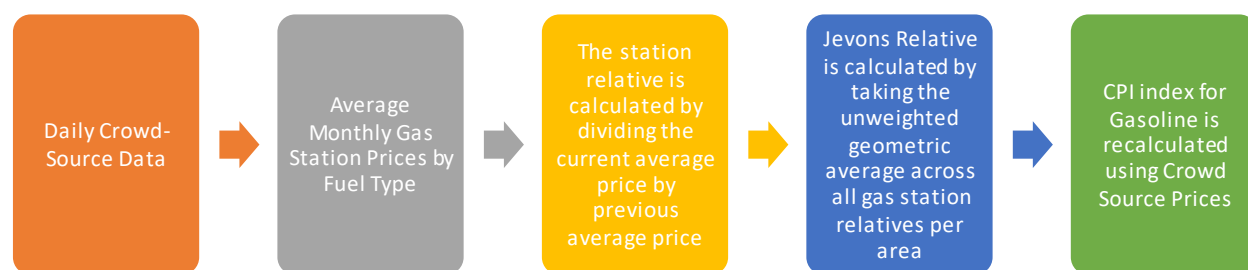 Daily Crowd-
Source Data
Average
Monthly Gas
Station Prices by
Fuel Type
The station
relative is
calculated by
dividing the
current average
price by
previous
average price
Jevons Relative
is calculated by
taking the
unweighted
geometric
average across
all gas station
relatives per
area
CPI index for
Gasoline is
recalculated
using Crowd
Source Prices